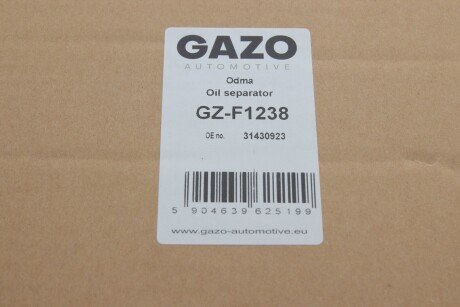 GAZO
AUTOMOTIVE
Odma
Oil separator
GZ-F1238
OE no. 31430923
5 904639 625199
www.gazo-automotive.eu